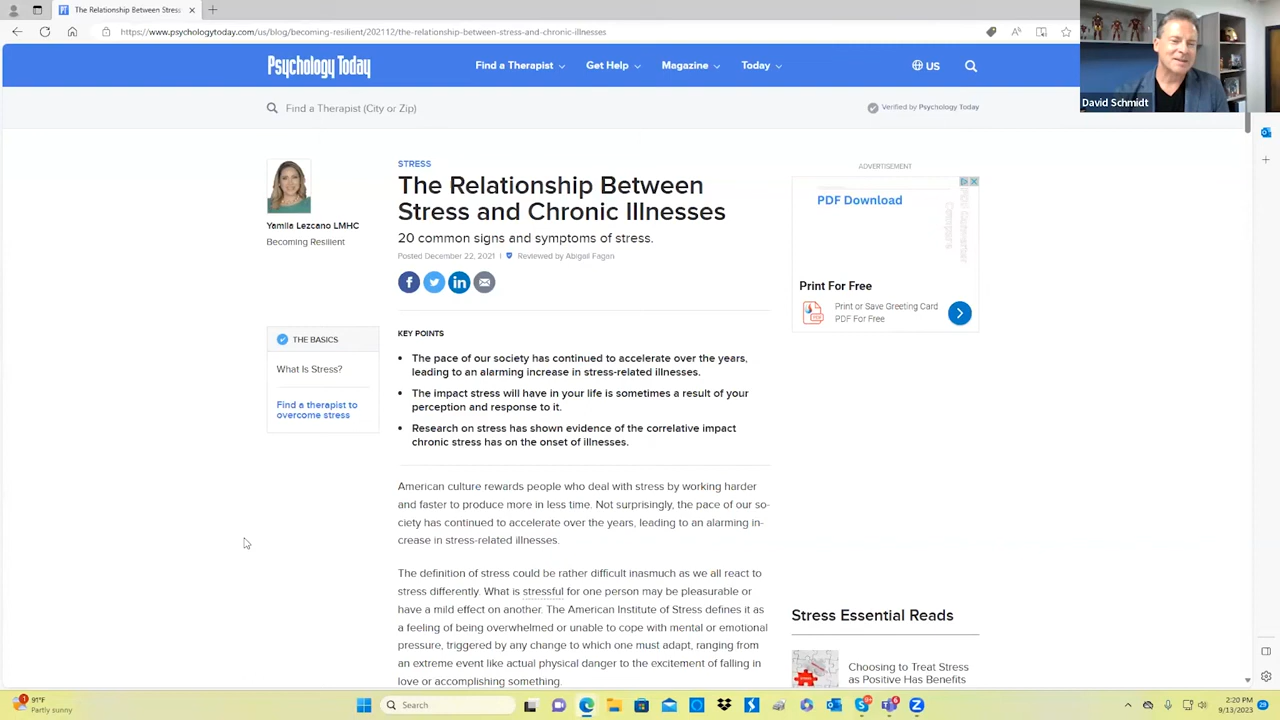 The Relationship Between Stress
https://www.psychologytoday.com/us/blog/becoming-resilient/202112/the-relationship-between-stress-and-chronic-illnesses
David Schmidt
Psychology Today
Find a Therapist
Get Help
Magazine
Today
US
Find a Therapist (City or Zip)
Verified by Psychology Today
Yamila Lezcano LMHC
Becoming Resilient
STRESS
The Relationship Between
Stress and Chronic Illnesses
20 common signs and symptoms of stress.
Posted December 22, 2021 | Reviewed by Abigail Fagan
THE BASICS
What Is Stress?
Find a therapist to
overcome stress
KEY POINTS
• The pace of our society has continued to accelerate over the years,
leading to an alarming increase in stress-related illnesses.
• The impact stress will have in your life is sometimes a result of your
perception and response to it.
• Research on stress has shown evidence of the correlative impact
chronic stress has on the onset of illnesses.
American culture rewards people who deal with stress by working harder
and faster to produce more in less time. Not surprisingly, the pace of our so-
ciety has continued to accelerate over the years, leading to an alarming in-
crease in stress-related illnesses.
The definition of stress could be rather difficult inasmuch as we all react to
stress differently. What is stressful for one person may be pleasurable or
have a mild effect on another. The American Institute of Stress defines it as
a feeling of being overwhelmed or unable to cope with mental or emotional
pressure, triggered by any change to which one must adapt, ranging from
an extreme event like actual physical danger to the excitement of falling in
love or accomplishing something.
ADVERTISEMENT
PDF Download
Print For Free
Print or Save Greeting Card
PDF For Free
Stress Essential Reads
Choosing to Treat Stress
as Positive Has Benefits
91°F
Partly sunny
Search
2:20 PM
9/13/2023